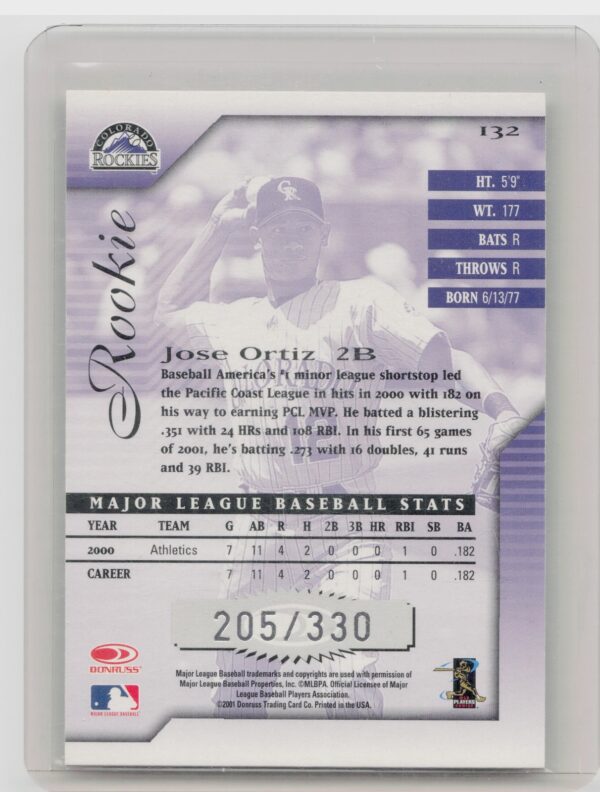 132
COLORADO
ROCKIES
HT. 5'9"
WT. 177
BATS R
THROWS R
BORN 6/13/77
Rookie
Jose Ortiz 2B
Baseball America's #1 minor league shortstop led
the Pacific Coast League in hits in 2000 with 182 on
his way to earning PCL MVP. He batted a blistering
.351 with 24 HRs and 108 RBI. In his first 65 games
of 2001, he's batting .273 with 16 doubles, 41 runs
and 39 RBI.
MAJOR LEAGUE BASEBALL STATS
YEAR TEAM G AB R H 2B 3B HR RBI SB BA
2000 Athletics 7 11 4 2 0 0 0 1 0 .182
CAREER 7 11 4 2 0 0 0 1 0 .182
205/330
DONRUSS
Major League Baseball trademarks and copyrights are used with permission of
Major League Baseball Properties, Inc. ©MLBPA. Official Licensee of Major
League Baseball Players Association.
©2001 Donruss Trading Card Co. Printed in the USA.
MAJOR LEAGUE BASEBALL
PLAYERS